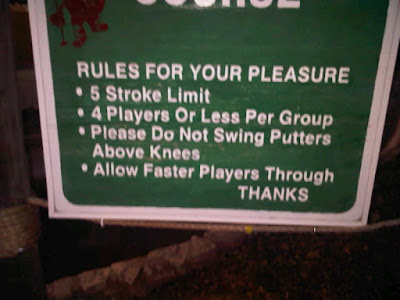 COURSE
RULES FOR YOUR PLEASURE
• 5 Stroke Limit
• 4 Players Or Less Per Group
• Please Do Not Swing Putters
Above Knees
• Allow Faster Players Through
THANKS